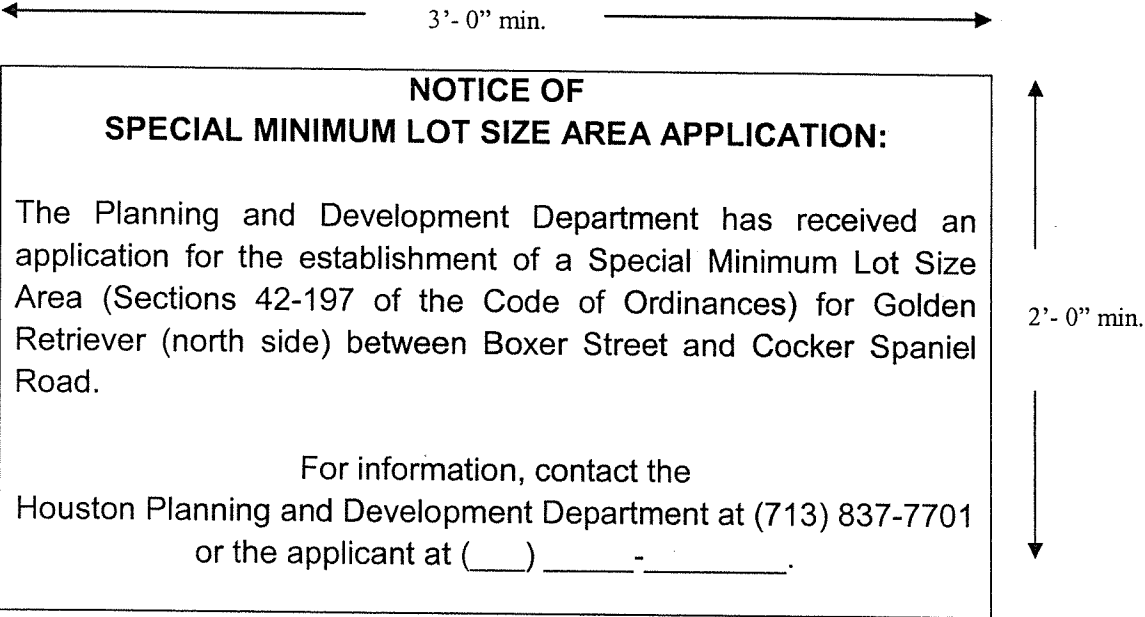 3’- 0” min.
NOTICE OF
SPECIAL MINIMUM LOT SIZE AREA APPLICATION:
The Planning and Development Department has received an
application for the establishment of a Special Minimum Lot Size
Area (Sections 42-197 of the Code of Ordinances) for Golden
Retriever (north side) between Boxer Street and Cocker Spaniel
Road.
2’- 0” min.
For information, contact the
Houston Planning and Development Department at (713) 837-7701
or the applicant at (___) _____-________.